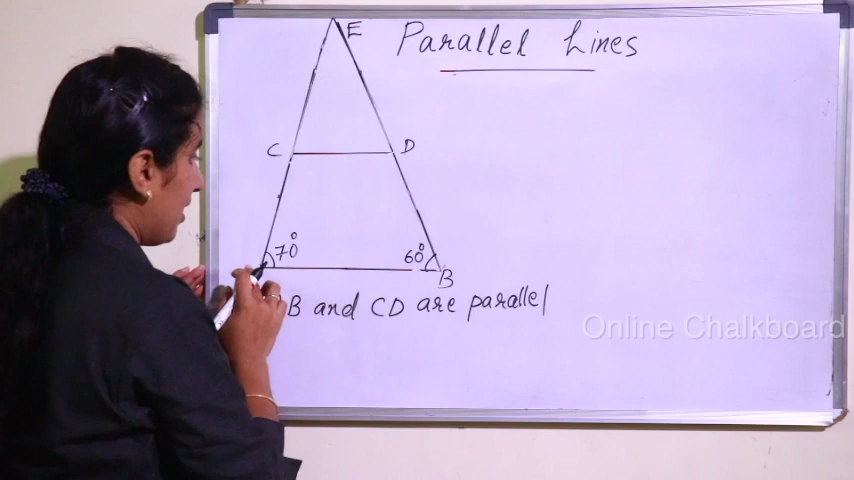 E
Parallel Lines
C
D
70°
60°
B
B and CD are parallel
Online Chalkboard